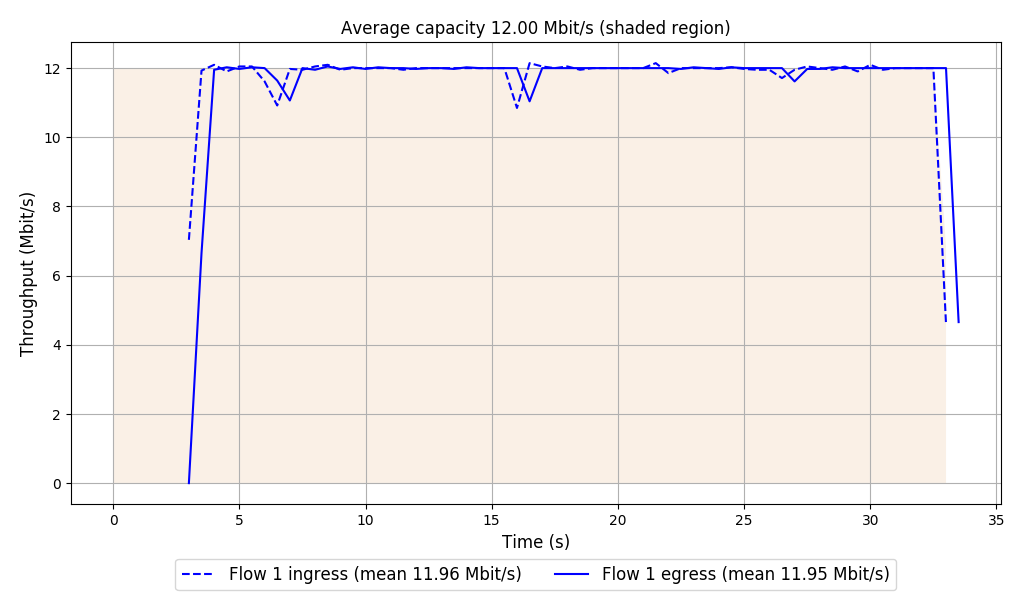 Average capacity 12.00 Mbit/s (shaded region)
Throughput (Mbit/s)
12
10
8
6
4
2
0
0 5 10 15 20 25 30 35
Time (s)
Flow 1 ingress (mean 11.96 Mbit/s) Flow 1 egress (mean 11.95 Mbit/s)